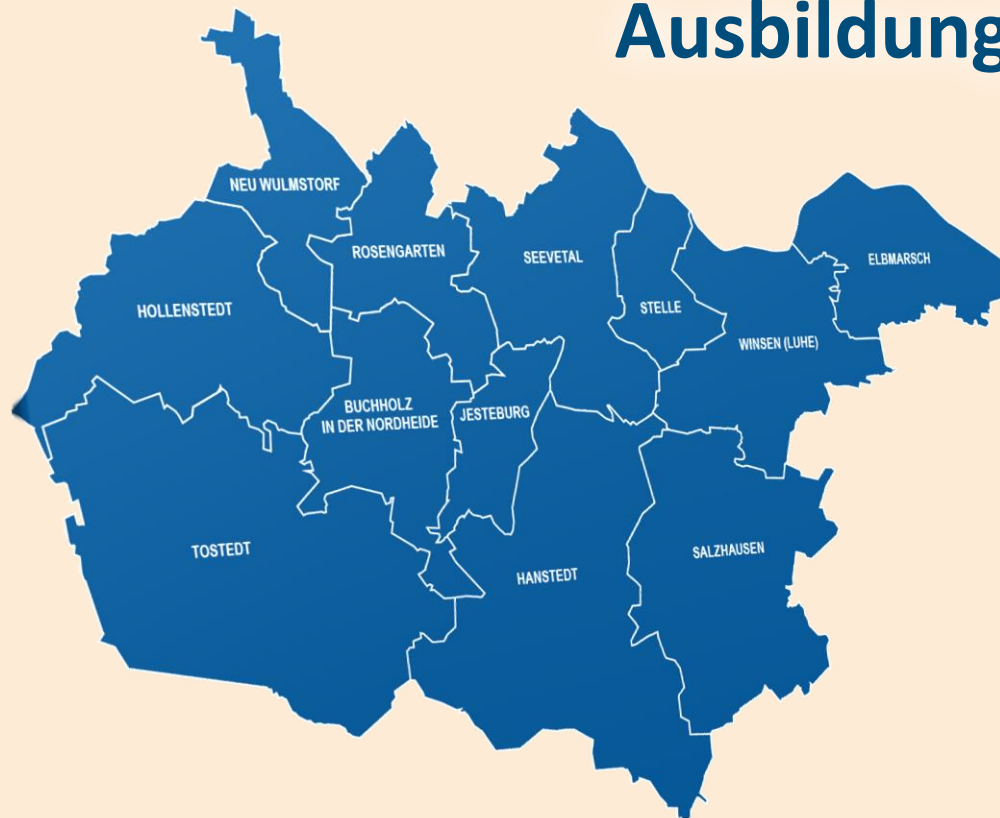 Ausbildung
NEU WULMSTORF
ROSENGARTEN
SEEVETAL
ELBMARSCH
HOLLENSTEDT
STELLE
WINSEN (LUHE)
BUCHHOLZ
IN DER NORDHEIDE
JESTEBURG
TOSTEDT
HANSTEDT
SALZHAUSEN